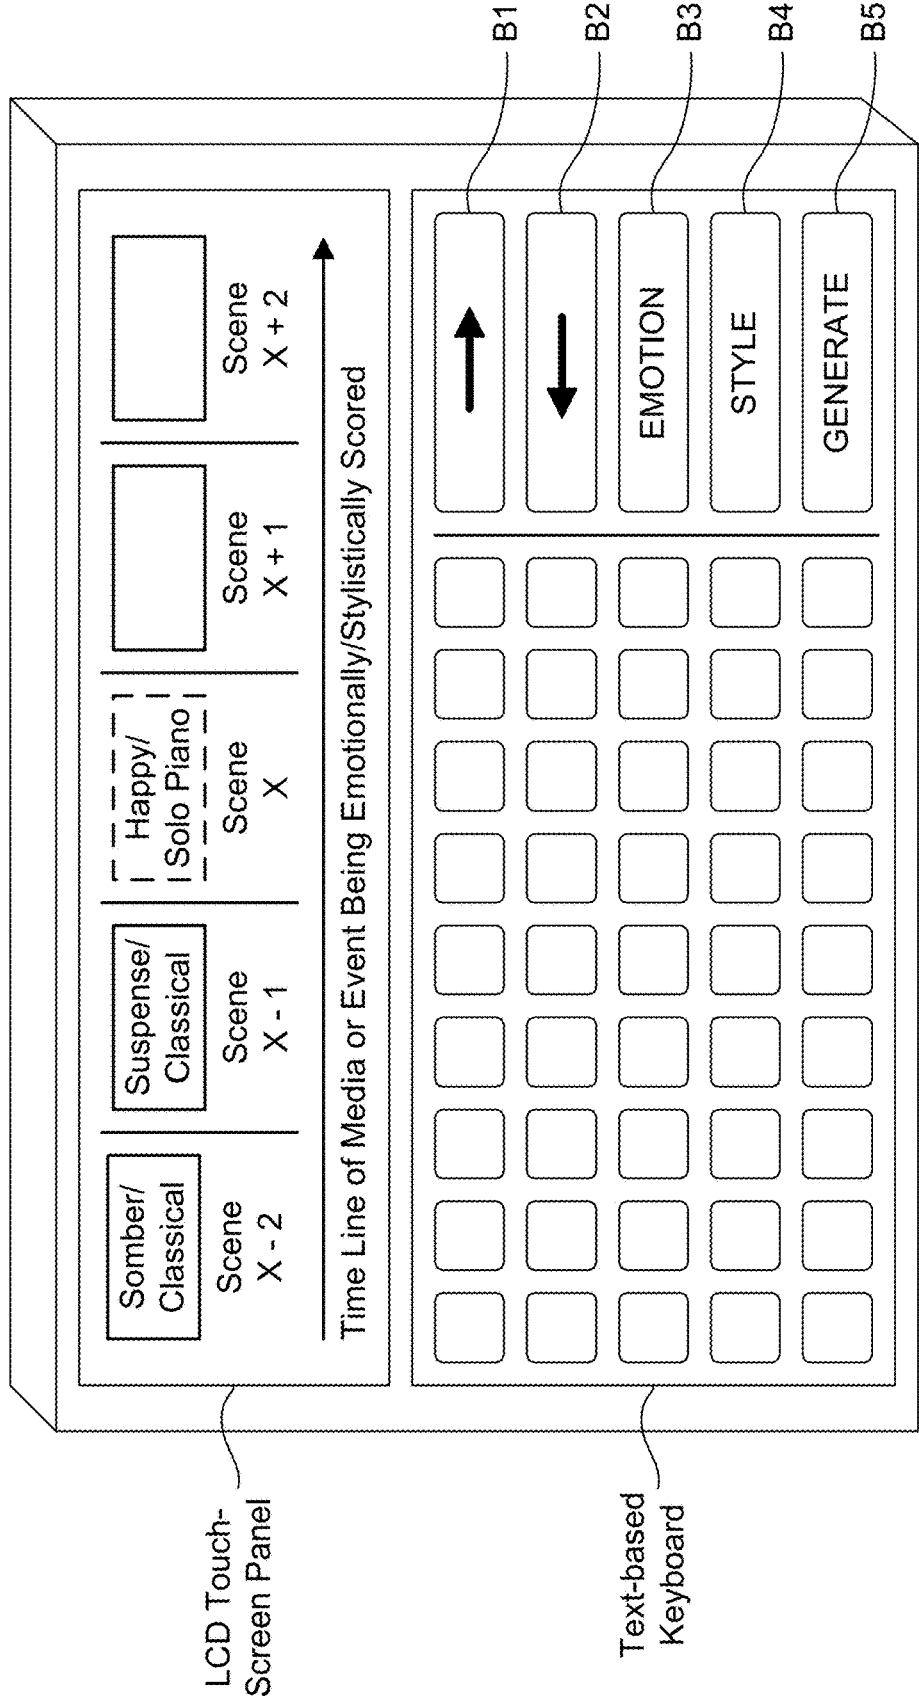 Somber/
Classical
Suspense/
Classical
Happy/
Solo Piano
Scene
X - 2
Scene
X - 1
Scene
X
Scene
X + 1
Scene
X + 2
Time Line of Media or Event Being Emotionally/Stylistically Scored
LCD Touch-
Screen Panel
B1
B2
EMOTION
B3
STYLE
B4
GENERATE
B5
Text-based
Keyboard